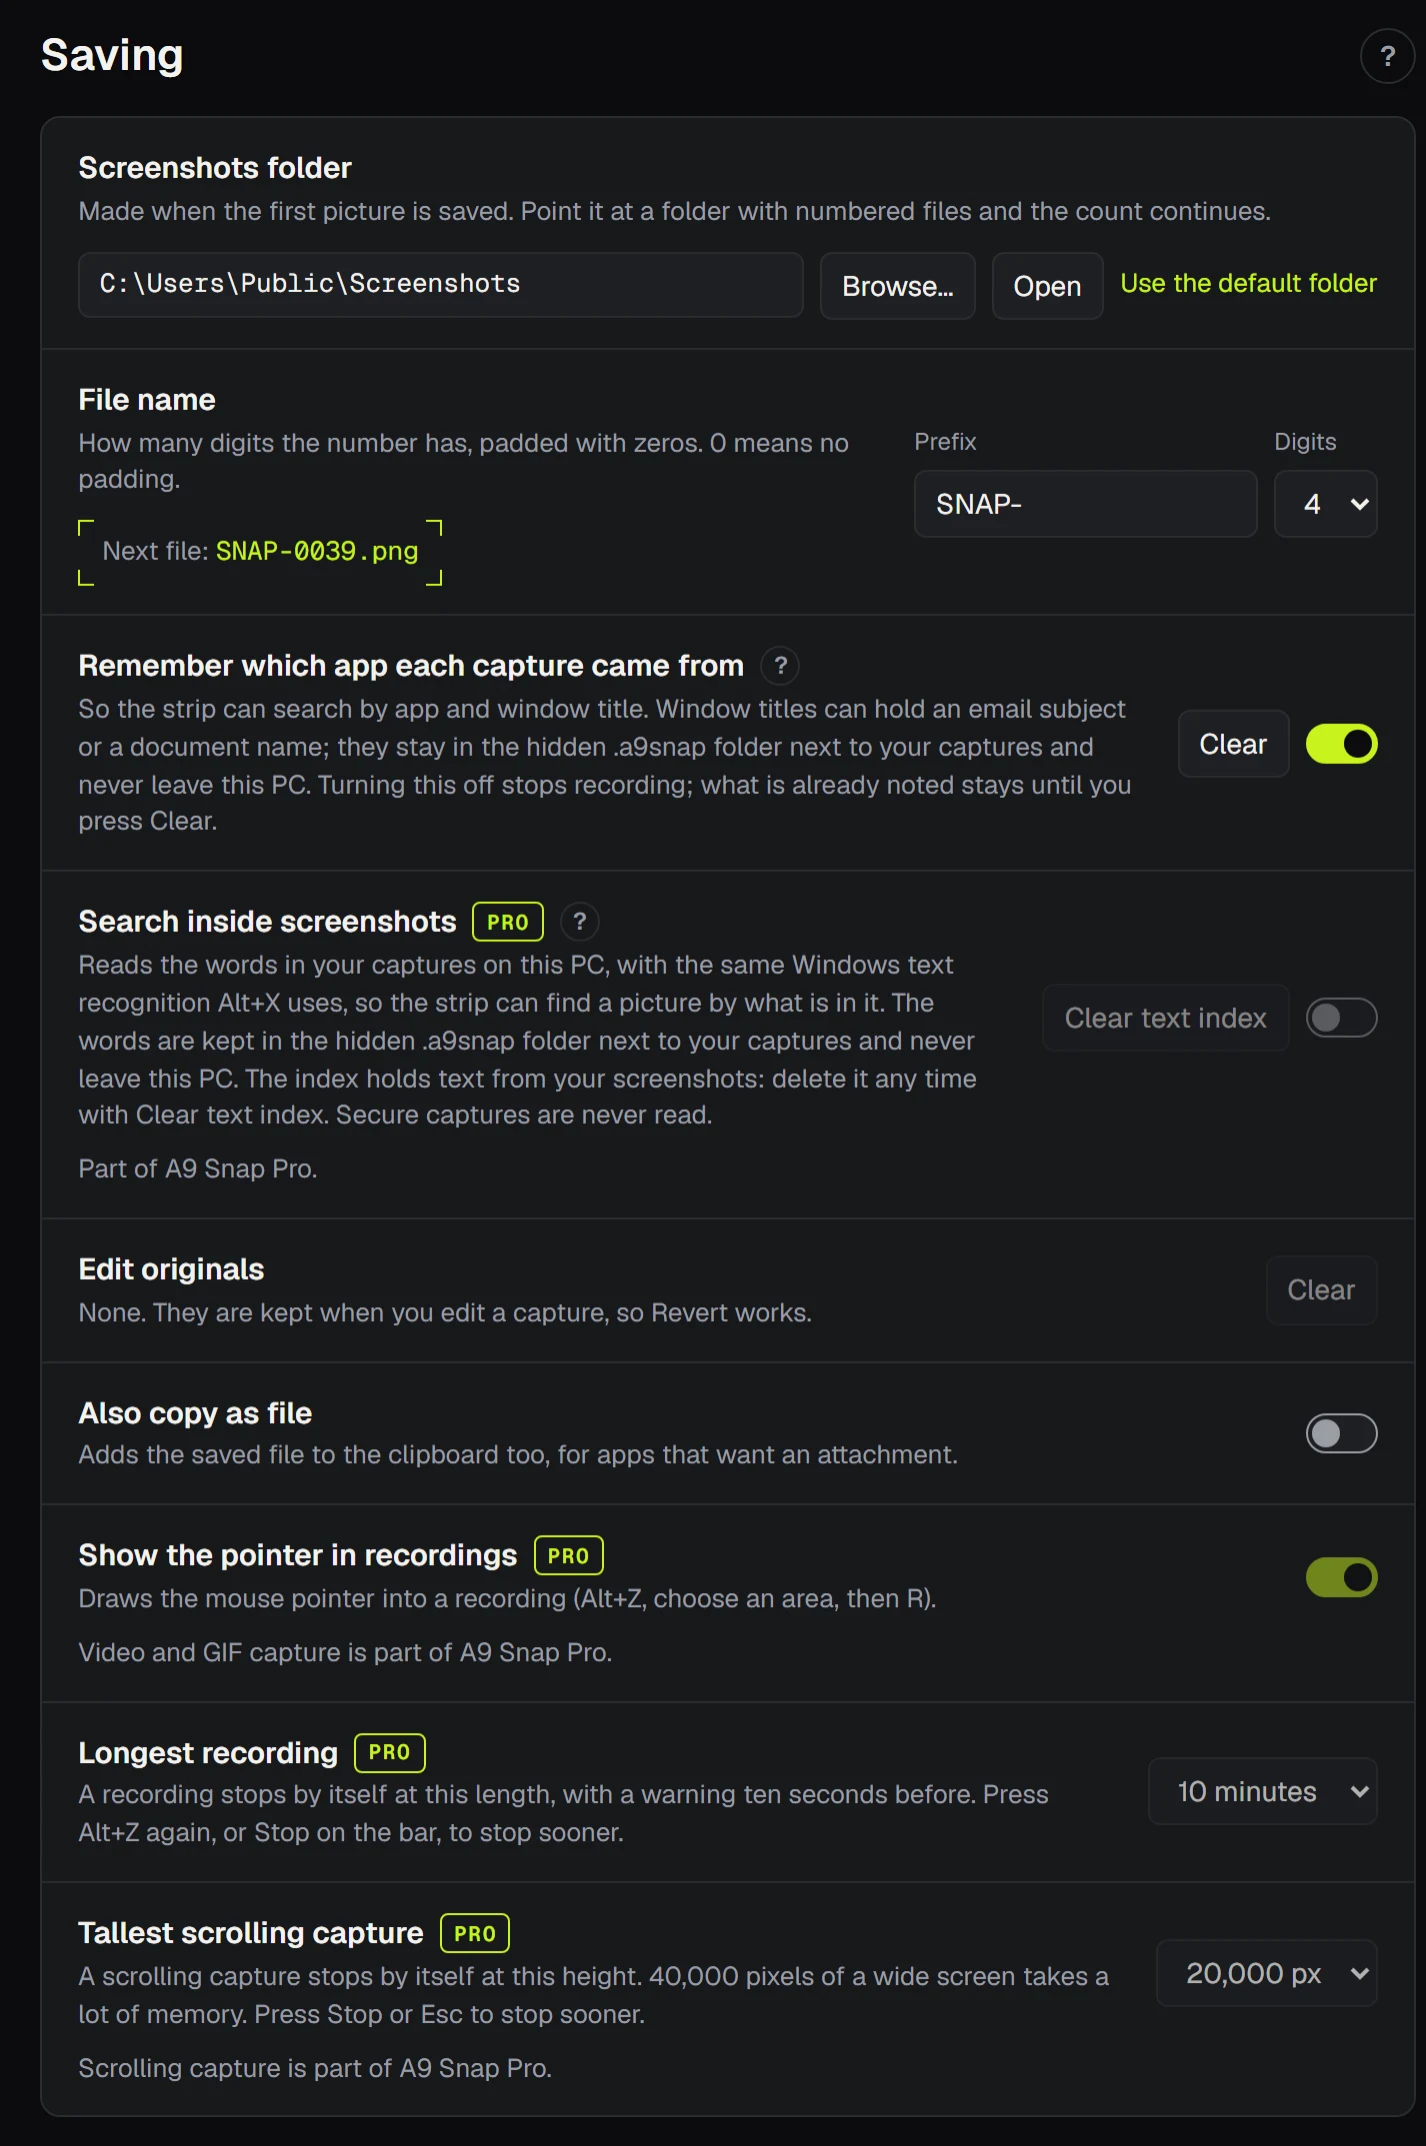 Saving
?
Screenshots folder
Made when the first picture is saved. Point it at a folder with numbered files and the count continues.
C:\Users\Public\Screenshots
Browse...
Open
Use the default folder
File name
How many digits the number has, padded with zeros. 0 means no
padding.
Prefix
Digits
SNAP-
4
Next file: SNAP-0039.png
Remember which app each capture came from ?
So the strip can search by app and window title. Window titles can hold an email subject
or a document name; they stay in the hidden .a9snap folder next to your captures and
never leave this PC. Turning this off stops recording; what is already noted stays until you
press Clear.
Clear
Search inside screenshots PRO ?
Reads the words in your captures on this PC, with the same Windows text
recognition Alt+X uses, so the strip can find a picture by what is in it. The
words are kept in the hidden .a9snap folder next to your captures and never
leave this PC. The index holds text from your screenshots: delete it any time
with Clear text index. Secure captures are never read.
Part of A9 Snap Pro.
Clear text index
Edit originals
None. They are kept when you edit a capture, so Revert works.
Clear
Also copy as file
Adds the saved file to the clipboard too, for apps that want an attachment.
Show the pointer in recordings PRO
Draws the mouse pointer into a recording (Alt+Z, choose an area, then R).
Video and GIF capture is part of A9 Snap Pro.
Longest recording PRO
A recording stops by itself at this length, with a warning ten seconds before. Press
Alt+Z again, or Stop on the bar, to stop sooner.
10 minutes
Tallest scrolling capture PRO
A scrolling capture stops by itself at this height. 40,000 pixels of a wide screen takes a
lot of memory. Press Stop or Esc to stop sooner.
Scrolling capture is part of A9 Snap Pro.
20,000 px